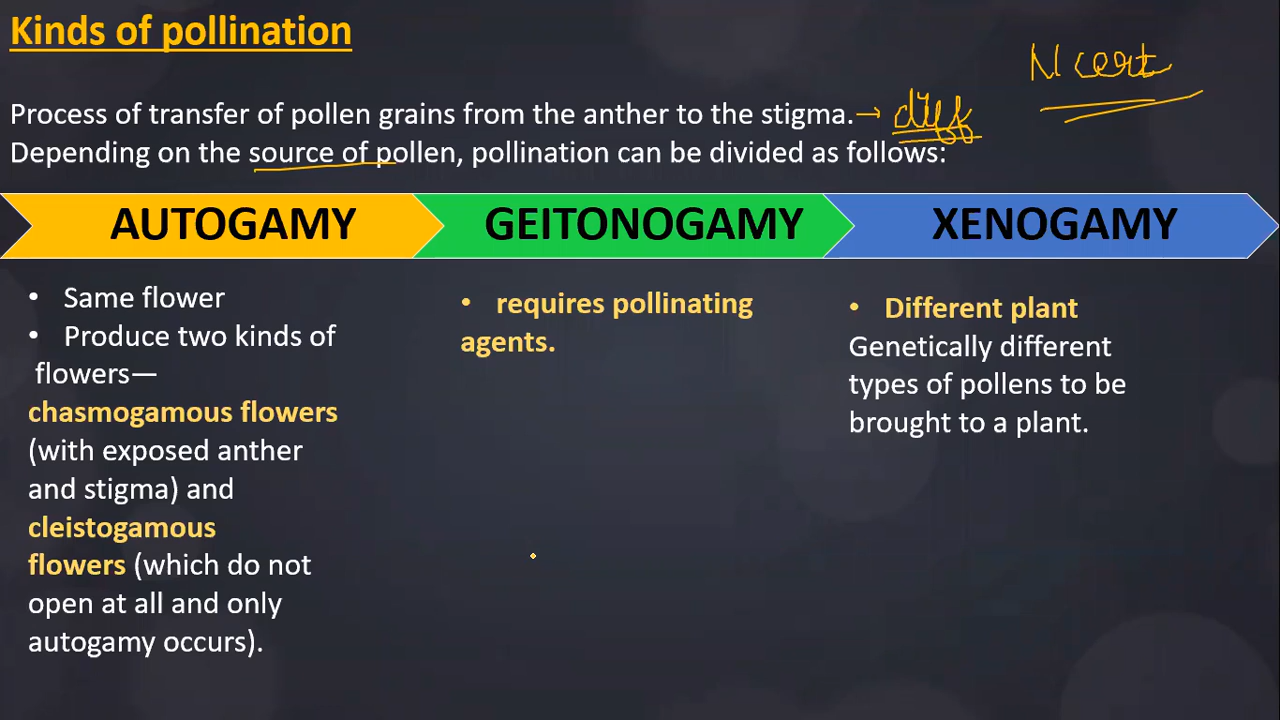 Kinds of pollination
Ncert
Process of transfer of pollen grains from the anther to the stigma.→ diff
Depending on the source of pollen, pollination can be divided as follows:
AUTOGAMY
GEITONOGAMY
XENOGAMY
• Same flower
• Produce two kinds of
flowers—
chasmogamous flowers
(with exposed anther
and stigma) and
cleistogamous
flowers (which do not
open at all and only
autogamy occurs).
• requires pollinating
agents.
• Different plant
Genetically different
types of pollens to be
brought to a plant.